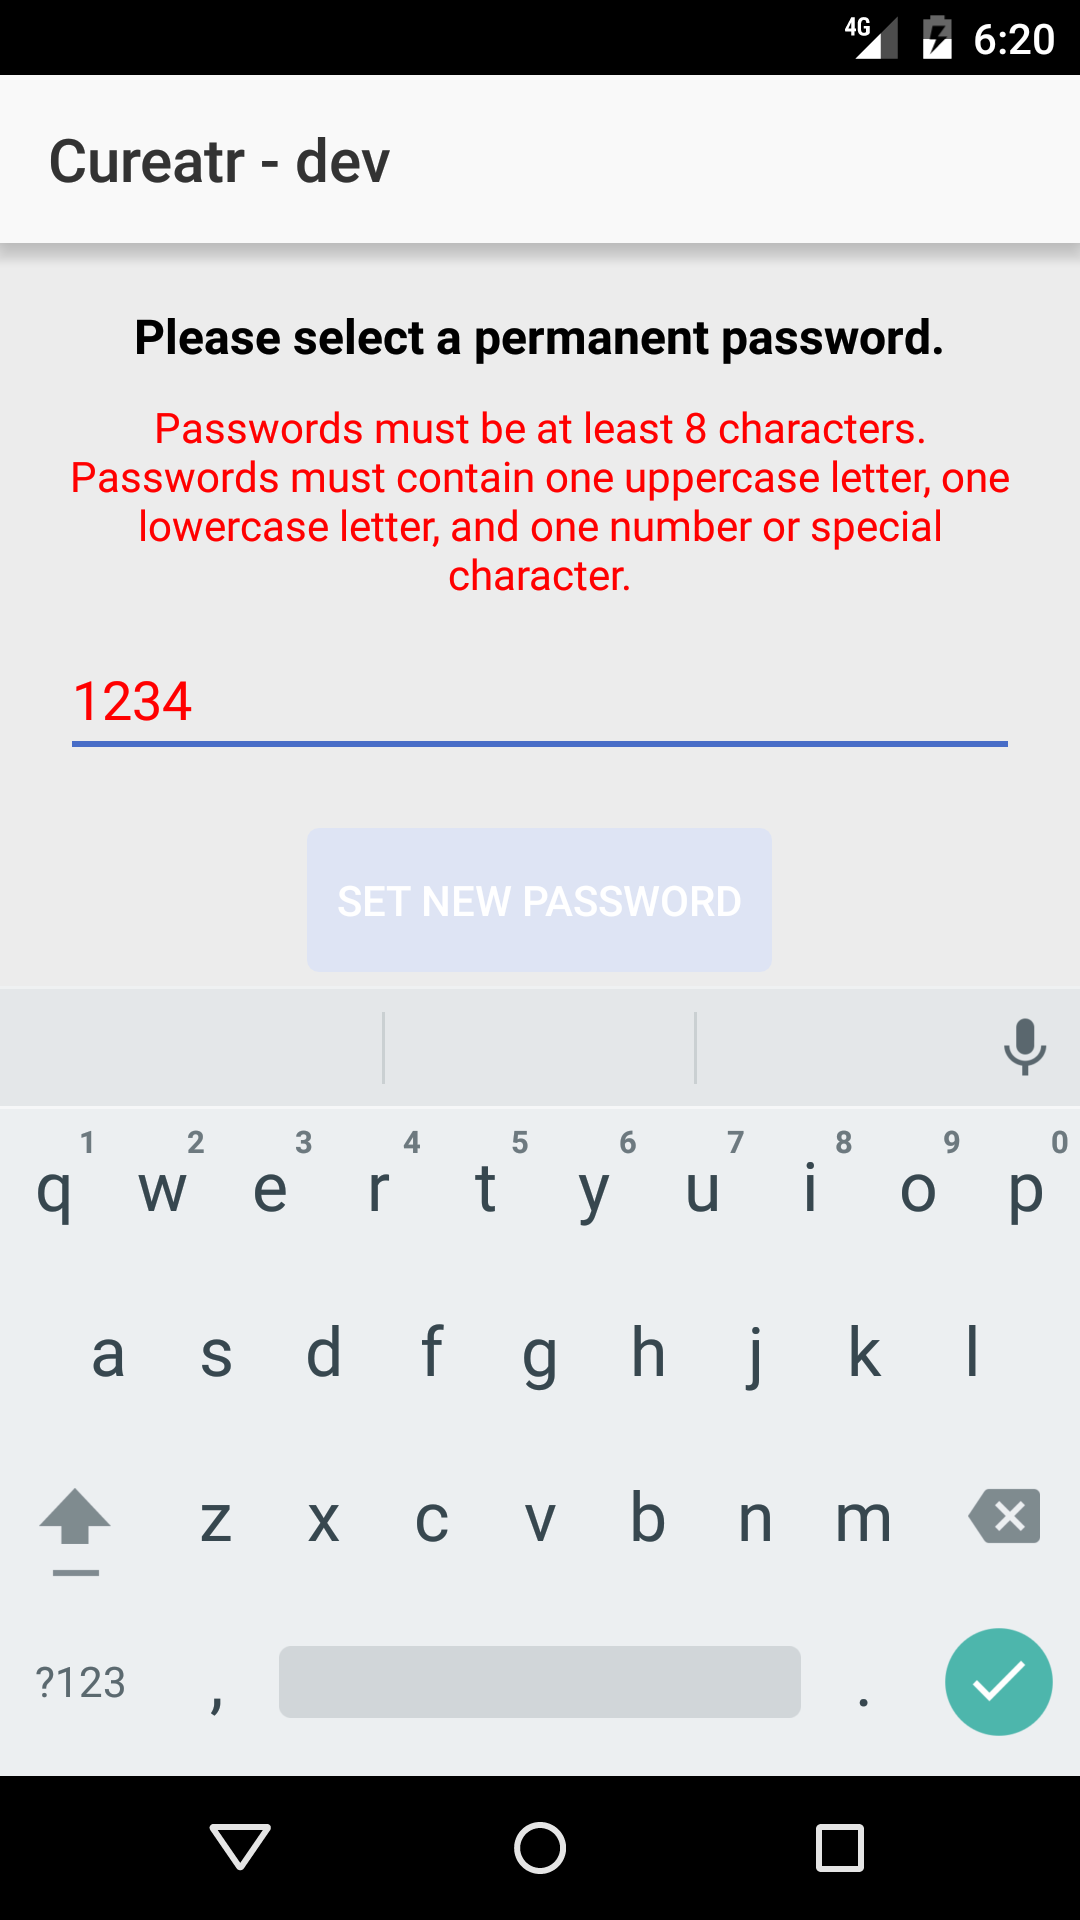 4G 6:20
Cureatr - dev
Please select a permanent password.
Passwords must be at least 8 characters.
Passwords must contain one uppercase letter, one
lowercase letter, and one number or special
character.
1234
SET NEW PASSWORD
1 2 3 4 5 6 7 8 9 0
q w e r t y u i o p
a s d f g h j k l
z x c v b n m
?123 , .